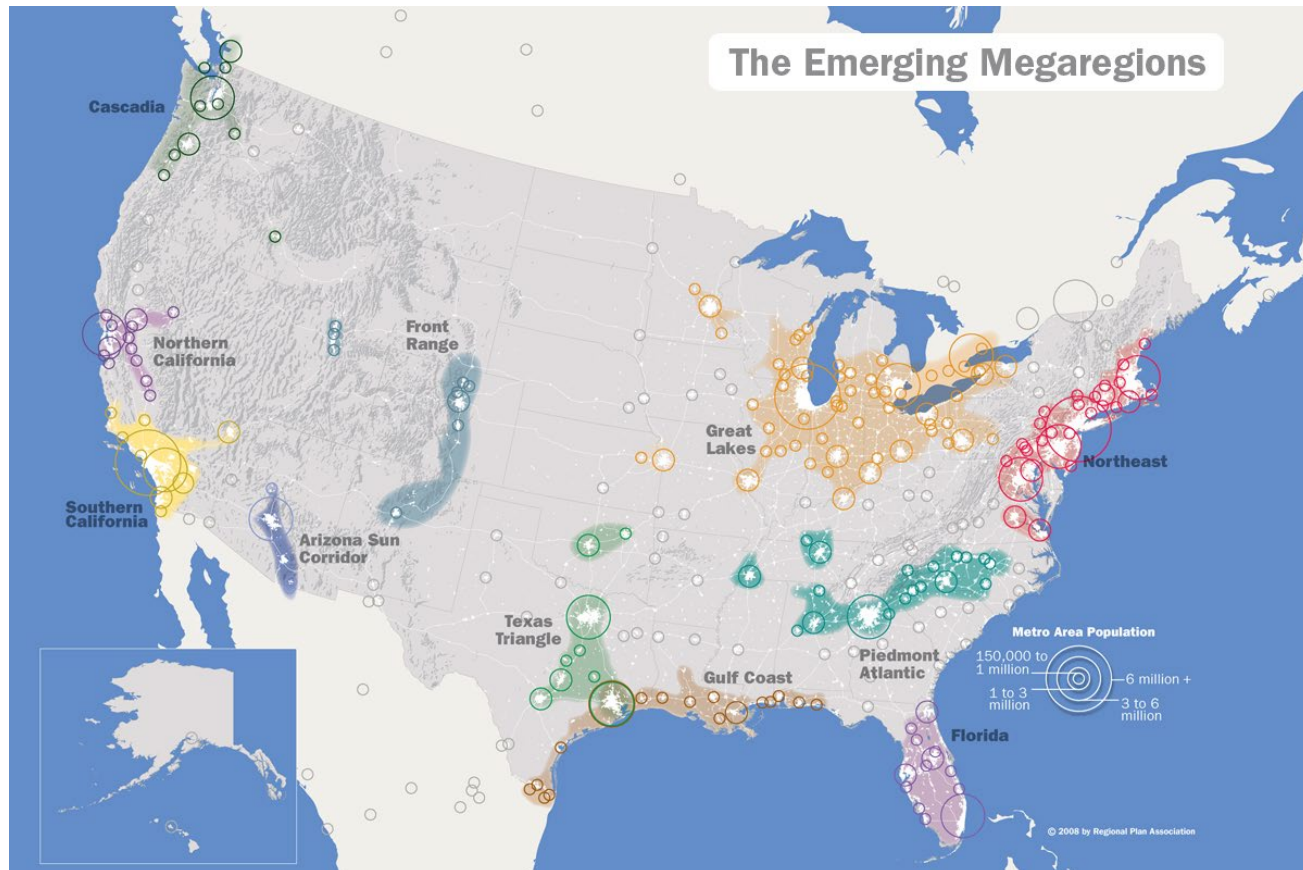 The Emerging Megaregions
Cascadia
Northern
California
Front
Range
Great
Lakes
Northeast
Southern
California
Arizona Sun
Corridor
Texas
Triangle
Gulf Coast
Piedmont
Atlantic
Florida
Metro Area Population
150,000 to
1 million
1 to 3
million
6 million +
3 to 6
million
© 2008 by Regional Plan Association